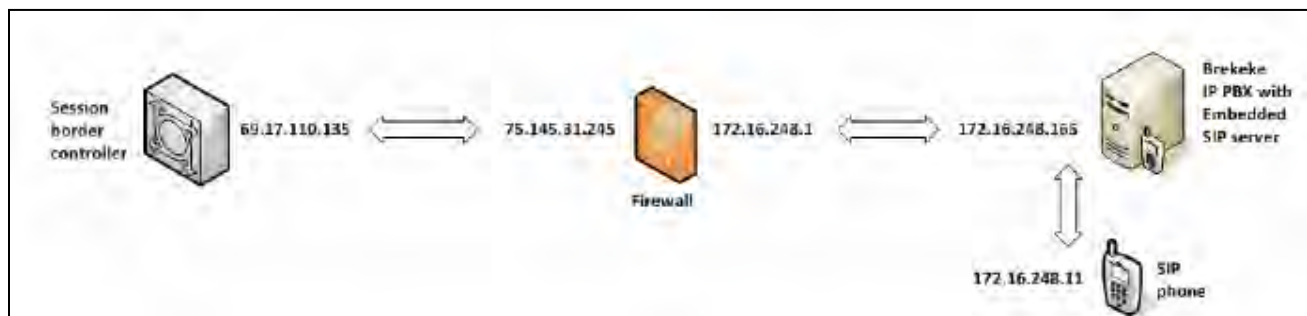 Session
border
controller
69.17.110.135
75.145.31.245
Firewall
172.16.248.1
172.16.248.165
Brekeke
IP PBX with
Embedded
SIP server
172.16.248.11
SIP
phone